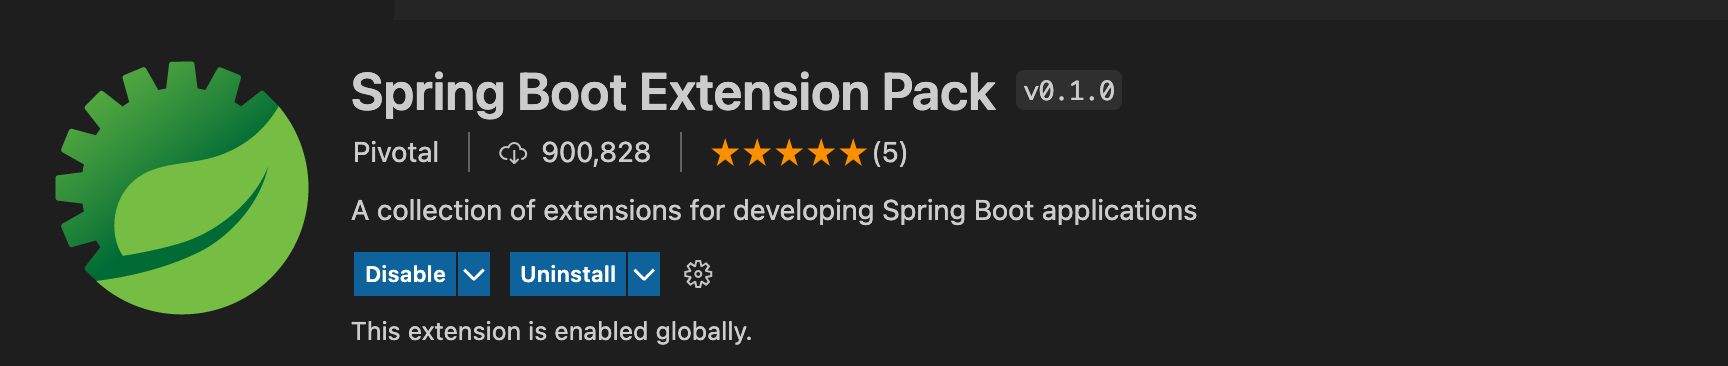 Spring Boot Extension Pack v0.1.0
Pivotal 900,828 (5)
A collection of extensions for developing Spring Boot applications
Disable Uninstall
This extension is enabled globally.